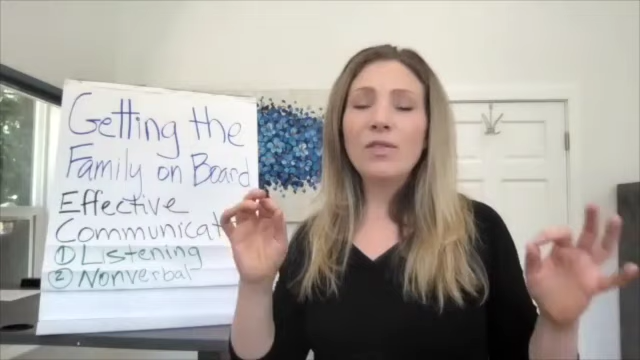 Getting the
Family on Board
Effective
Communicat
① Listening
② Nonverbal